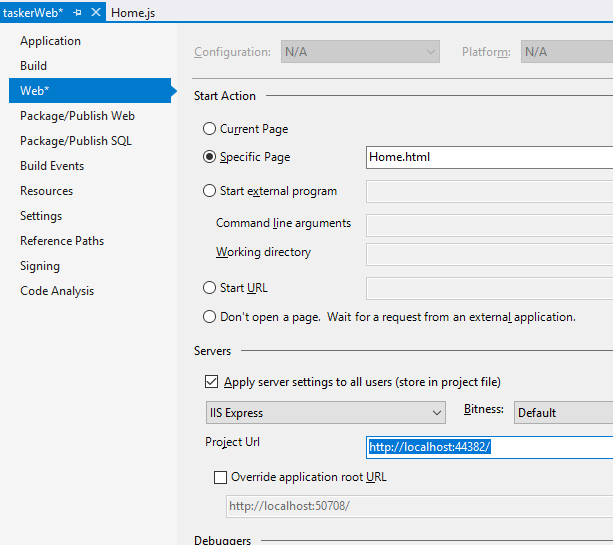 taskerWeb* Home.js
Application
Build
Web*
Package/Publish Web
Package/Publish SQL
Build Events
Resources
Settings
Reference Paths
Signing
Code Analysis
Configuration: N/A Platform: N/A
Start Action
Current Page
Specific Page Home.html
Start external program
Command line arguments
Working directory
Start URL
Don't open a page. Wait for a request from an external application.
Servers
Apply server settings to all users (store in project file)
IIS Express Bitness: Default
Project Url http://localhost:44382/
Override application root URL
http://localhost:50708/
Debuggers